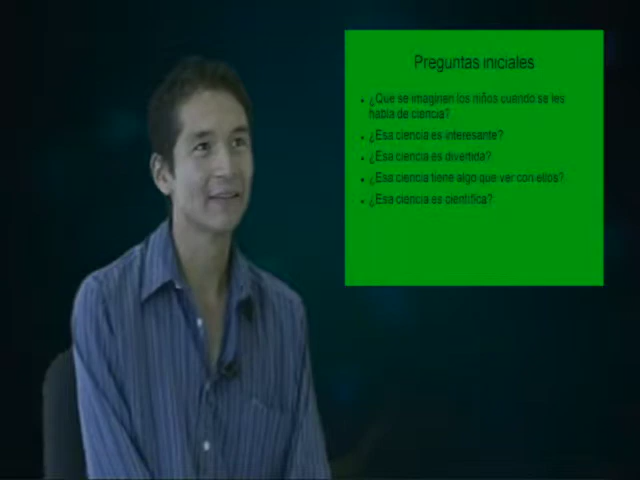 Preguntas iniciales
• ¿Que se imaginen los niños cuando se les
habla de ciencia?
• ¿Esa ciencia es interesante?
• ¿Esa ciencia es divertida?
• ¿Esa ciencia tiene algo que ver con ellos?
• ¿Esa ciencia es científica?